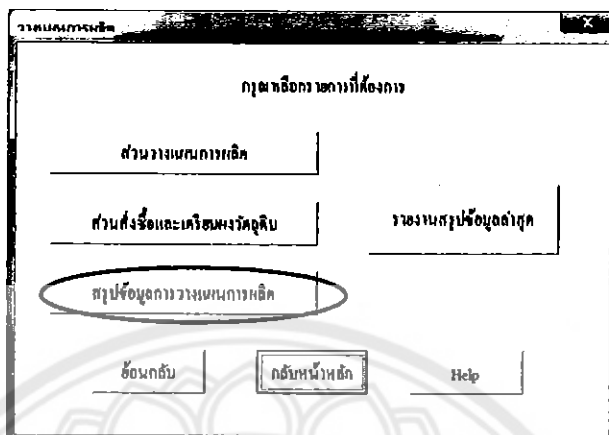 วางแผนการผลิต
กรุณาเลือกรายการที่ต้องการ
ส่วนวางแผนการผลิต
ส่วนสั่งซื้อและเตรียมผงวัตถุดิบ
รายงานสรุปข้อมูลล่าสุด
สรุปข้อมูลการวางแผนการผลิต
ย้อนกลับ
กลับหน้าหลัก
Help